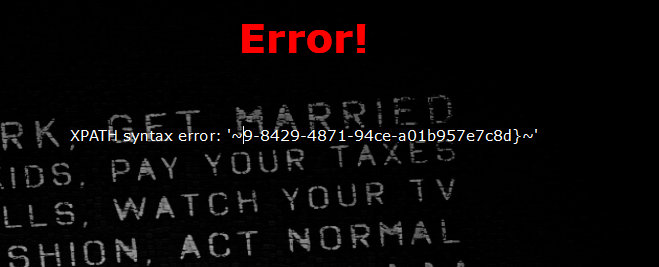 Error!
RK, GET MARRIED
XPATH syntax error: '~9-8429-4871-94ce-a01b957e7c8d}~'
AIDS, PAY YOUR TAXES
LLS, WATCH YOUR TV
SHION, ACT NORMAL